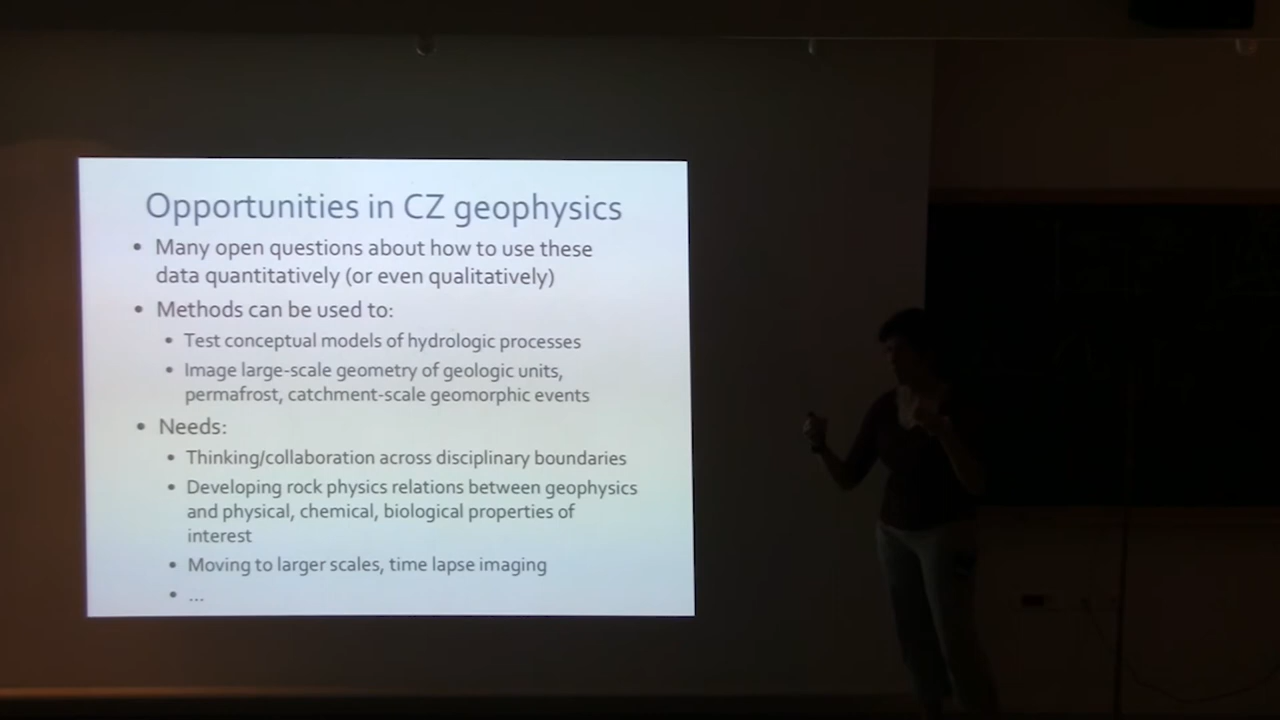 Opportunities in CZ geophysics
• Many open questions about how to use these
data quantitatively (or even qualitatively)
• Methods can be used to:
• Test conceptual models of hydrologic processes
• Image large-scale geometry of geologic units,
permafrost, catchment-scale geomorphic events
• Needs:
• Thinking/collaboration across disciplinary boundaries
• Developing rock physics relations between geophysics
and physical, chemical, biological properties of
interest
• Moving to larger scales, time lapse imaging
• ...